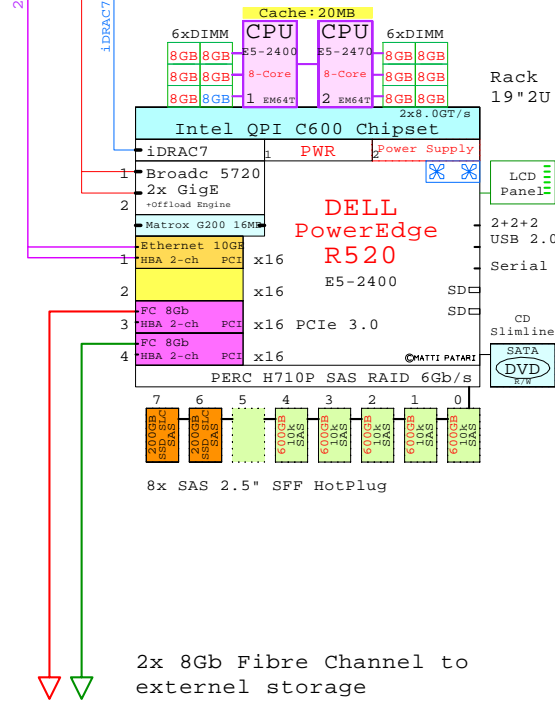 2
iDRAC7
Cache:20MB
6xDIMM
CPU
CPU
6xDIMM
8GB 8GB
E5-2400
E5-2470
8GB 8GB
8GB 8GB
8-Core
8-Core
8GB 8GB
8GB 8GB
1 EM64T
2 EM64T
8GB 8GB
Rack
19"2U
2x8.0GT/s
Intel QPI C600 Chipset
iDRAC7
1 PWR
2 Power Supply
1 Broadc 5720
2x GigE
2 +Offload Engine
LCD
Panel
Matrox G200 16MB
DELL
PowerEdge
R520
E5-2400
2+2+2
USB 2.0
Serial
Ethernet 10GB
1 HBA 2-ch PCI x16
2 x16
SD
SD
FC 8Gb
3 HBA 2-ch PCI x16 PCIe 3.0
FC 8Gb
4 HBA 2-ch PCI x16
©MATTI PATARI
CD
Slimline
SATA
DVD
R/W
PERC H710P SAS RAID 6Gb/s
7 6 5 4 3 2 1 0
200GB
SSD SLC
SAS
200GB
SSD SLC
SAS
600GB
10k
SAS
600GB
10k
SAS
600GB
10k
SAS
600GB
10k
SAS
600GB
10k
SAS
8x SAS 2.5" SFF HotPlug
2x 8Gb Fibre Channel to
external storage